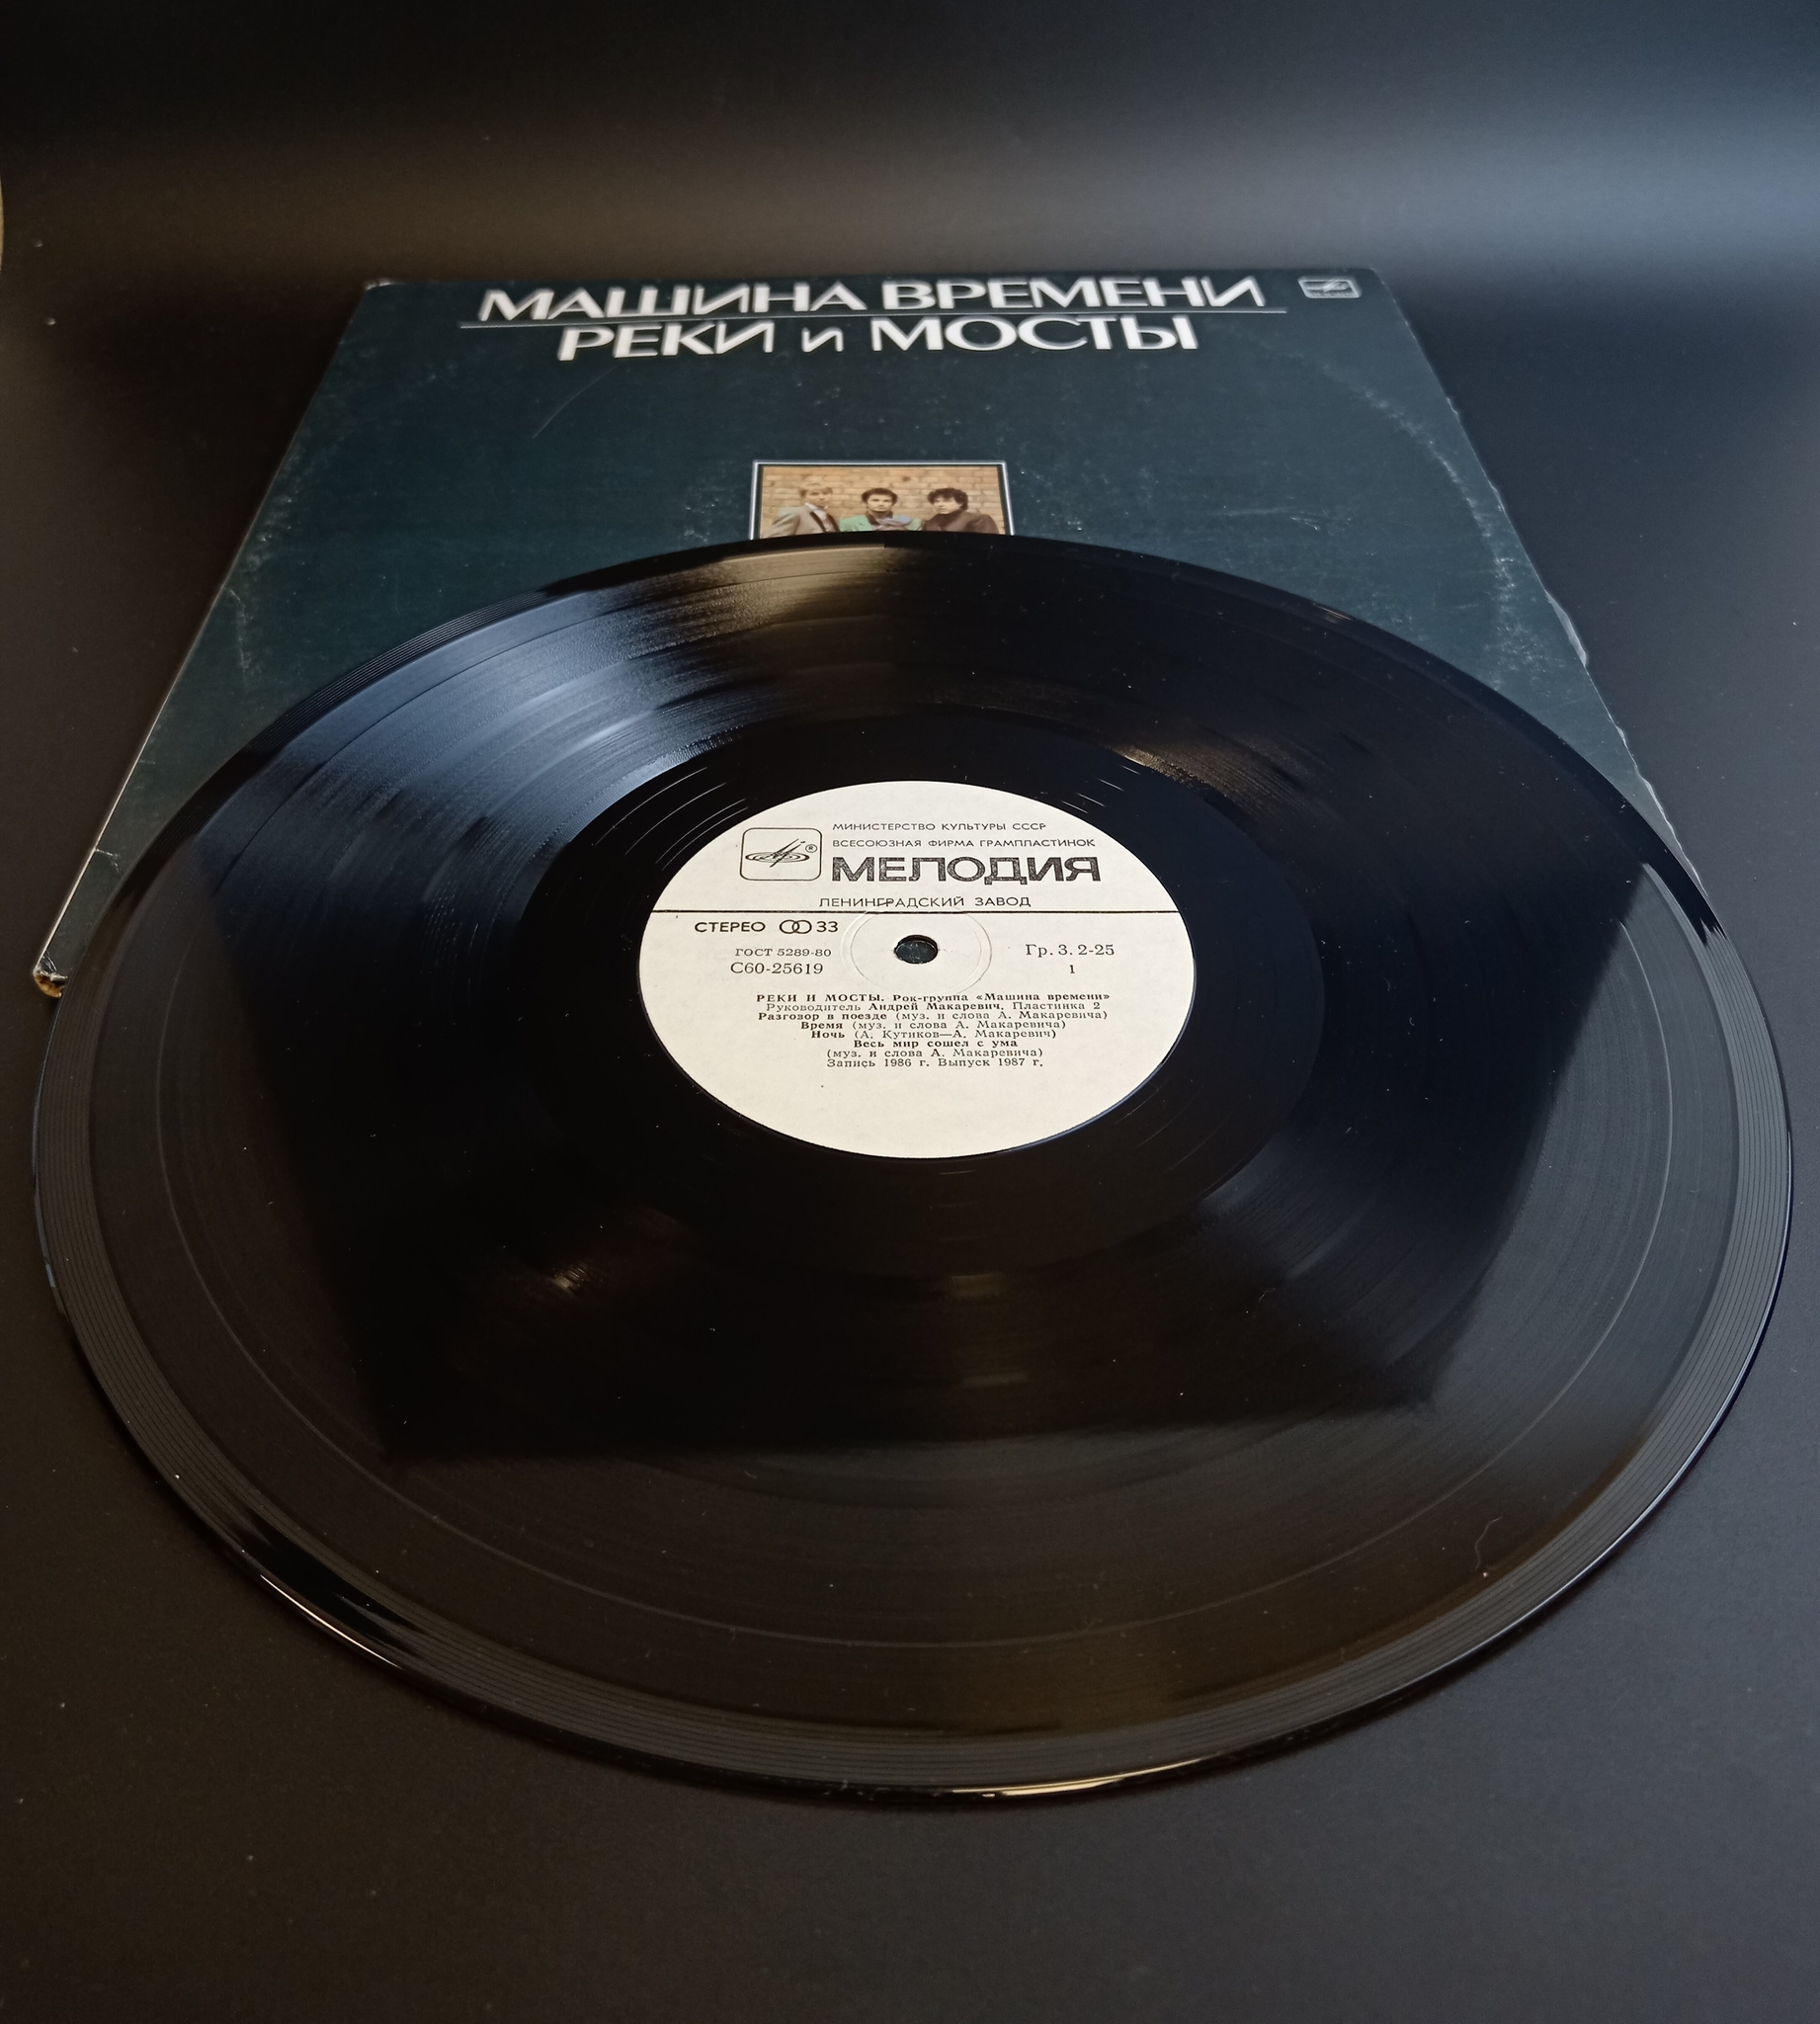 МАШИНА ВРЕМЕНИ
РЕКИ и МОСТЫ
МИНИСТЕРСТВО КУЛЬТУРЫ СССР
ВСЕСОЮЗНАЯ ФИРМА ГРАМПЛАСТИНОК
МЕЛОДИЯ
®
ЛЕНИНГРАДСКИЙ ЗАВОД
СТЕРЕО 33
ГОСТ 5289-80
С60-25619
Гр. 3. 2-25
1
РЕКИ И МОСТЫ. Рок-группа «Машина времени»
Руководитель Андрей Макаревич. Пластинка 2
Разговор в поезде (муз. и слова А. Макаревича)
Время (муз. и слова А. Макаревича)
Ночь (А. Кутиков—А. Макаревич)
Весь мир сошел с ума
(муз. и слова А. Макаревича)
Запись 1986 г. Выпуск 1987 г.